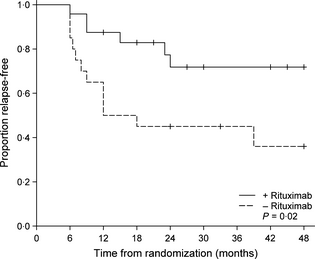 Proportion relapse-free
1·0
0·8
0·6
0·4
0·2
0·0
0 6 12 18 24 30 36 42 48
Time from randomization (months)
+ Rituximab
– Rituximab
P = 0·02